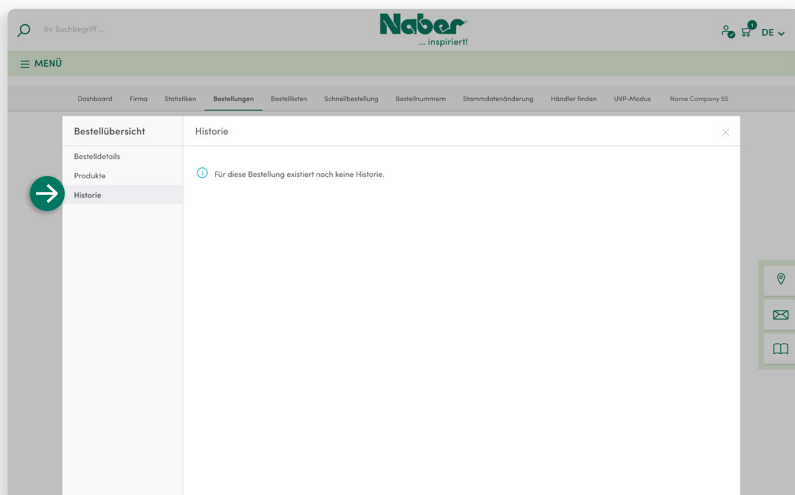 Ihr Suchbegriff ...
Naber
... inspiriert!
1
DE
MENÜ
Dashboard Firma Statistiken Bestellungen Bestelllisten Schnellbestellung Bestellnummern Stammdatenänderung Händler finden UVP-Modus Name Company 55
Bestellübersicht
Historie
Bestelldetails
Produkte
Historie
Für diese Bestellung existiert noch keine Historie.